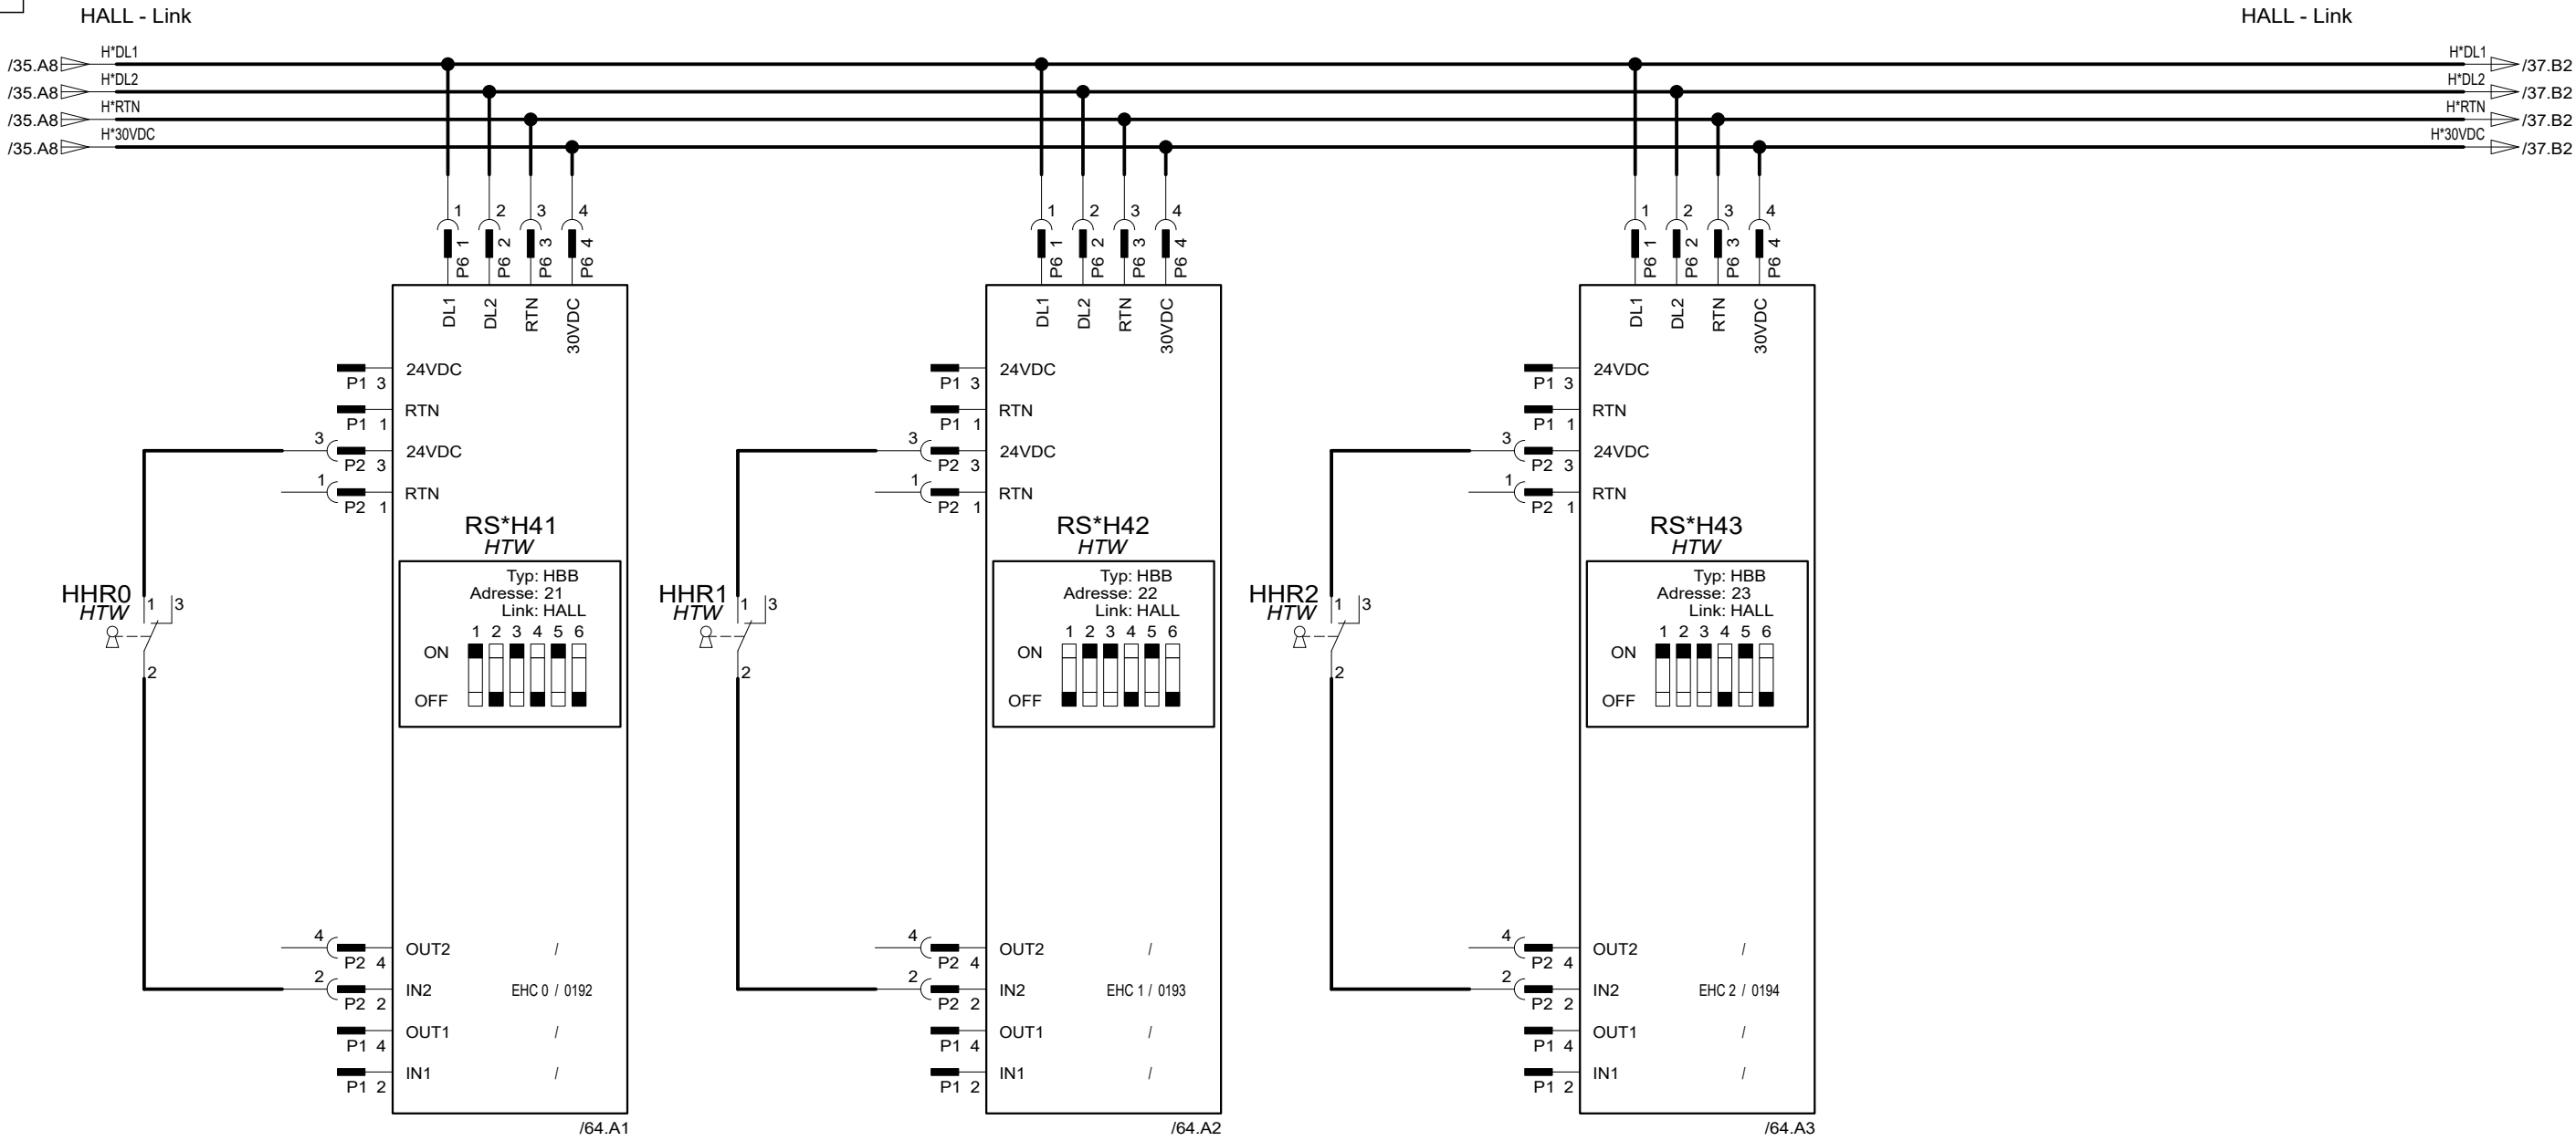 HALL - Link HALL - Link
H*DL1 H*DL1
/35.A8 /37.B2
H*DL2 H*DL2
/35.A8 /37.B2
H*RTN H*RTN
/35.A8 /37.B2
H*30VDC H*30VDC
/35.A8 /37.B2
1 2 3 4 1 2 3 4 1 2 3 4
P6 1 P6 2 P6 3 P6 4 P6 1 P6 2 P6 3 P6 4 P6 1 P6 2 P6 3 P6 4
DL1 DL2 RTN 30VDC DL1 DL2 RTN 30VDC DL1 DL2 RTN 30VDC
24VDC 24VDC 24VDC
P1 3 P1 3 P1 3
RTN RTN RTN
P1 1 P1 1 P1 1
3 24VDC 3 24VDC 3 24VDC
P2 3 P2 3 P2 3
1 RTN 1 RTN 1 RTN
P2 1 P2 1 P2 1
RS*H41 RS*H42 RS*H43
HTW HTW HTW
Typ: HBB Typ: HBB Typ: HBB
HHR0 Adresse: 21 HHR1 Adresse: 22 HHR2 Adresse: 23
HTW 1 3 Link: HALL HTW 1 3 Link: HALL HTW 1 3 Link: HALL
1 2 3 4 5 6 1 2 3 4 5 6 1 2 3 4 5 6
ON ON ON
2 2 2
OFF OFF OFF
4 OUT2 / 4 OUT2 / 4 OUT2 /
P2 4 P2 4 P2 4
2 IN2 EHC 0 / 0192 2 IN2 EHC 1 / 0193 2 IN2 EHC 2 / 0194
P2 2 P2 2 P2 2
OUT1 / OUT1 / OUT1 /
P1 4 P1 4 P1 4
IN1 / IN1 / IN1 /
P1 2 P1 2 P1 2
/64.A1 /64.A2 /64.A3